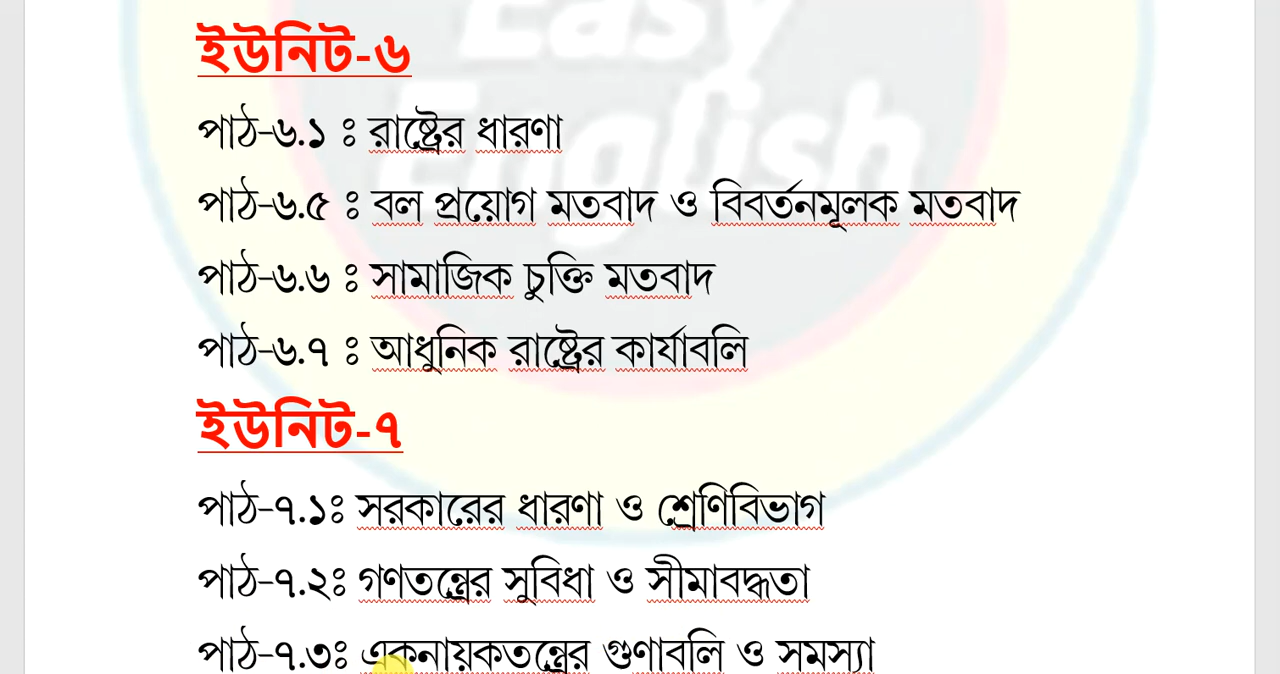 Easy
English
ইউনিট-৬
পাঠ-৬.১ ঃ রাষ্ট্রের ধারণা
পাঠ-৬.৫ ঃ বল প্রয়োগ মতবাদ ও বিবর্তনমূলক মতবাদ
পাঠ-৬.৬ ঃ সামাজিক চুক্তি মতবাদ
পাঠ-৬.৭ ঃ আধুনিক রাষ্ট্রের কার্যাবলি
ইউনিট-৭
পাঠ-৭.১ঃ সরকারের ধারণা ও শ্রেণিবিভাগ
পাঠ-৭.২ঃ গণতন্ত্রের সুবিধা ও সীমাবদ্ধতা
পাঠ-৭.৩ঃ একনায়কতন্ত্রের গুণাবলি ও সমস্যা